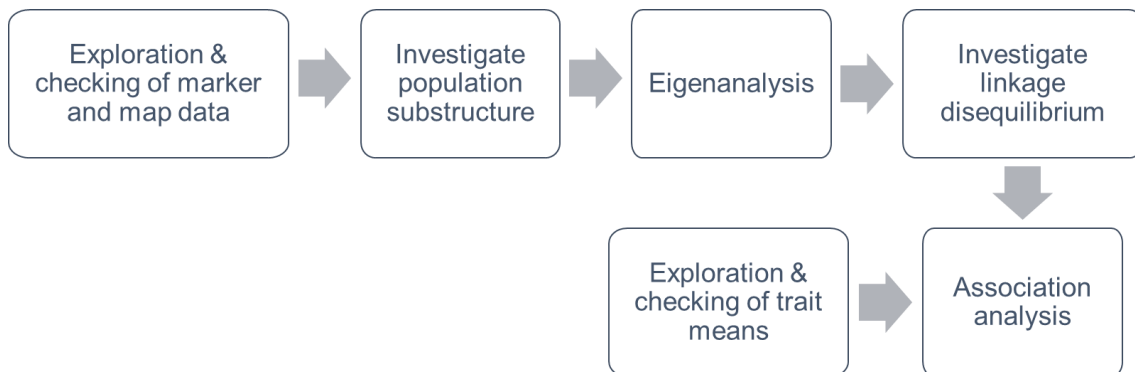 Exploration &
checking of marker
and map data
Investigate
population
substructure
Eigenanalysis
Investigate
linkage
disequilibrium
Exploration &
checking of trait
means
Association
analysis